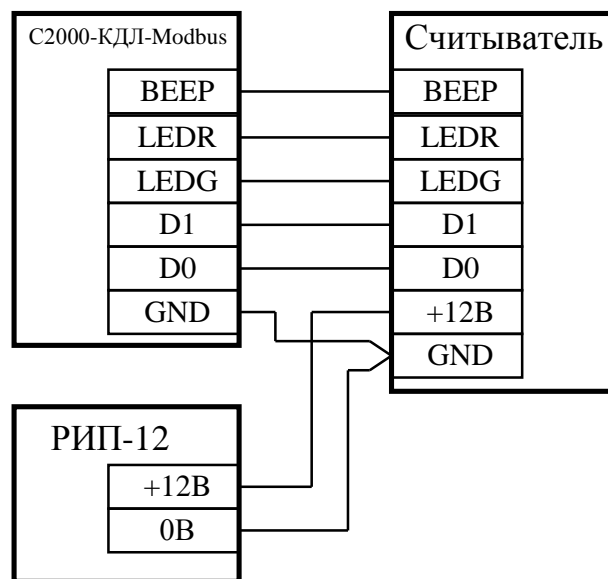 С2000-КДЛ-Modbus
BEEP
LEDR
LEDG
D1
D0
GND
Считыватель
BEEP
LEDR
LEDG
D1
D0
+12В
GND
РИП-12
+12В
0В